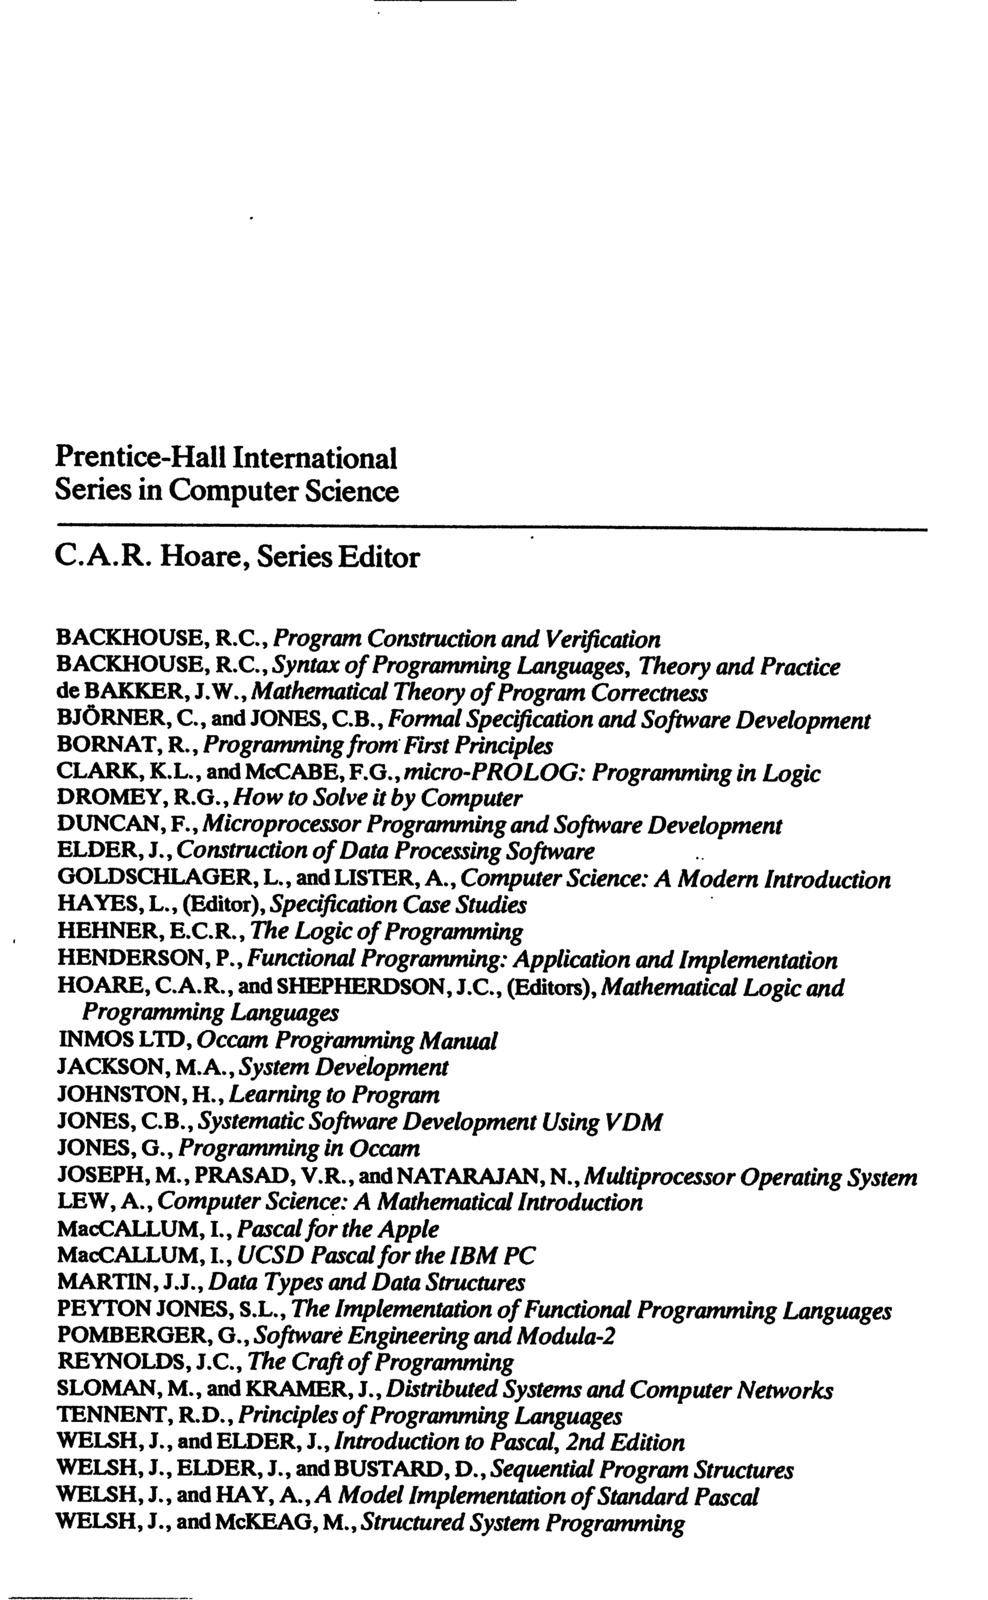 Prentice-Hall International
Series in Computer Science
C.A.R. Hoare, Series Editor
BACKHOUSE, R.C., Program Construction and Verification
BACKHOUSE, R.C., Syntax of Programming Languages, Theory and Practice
de BAKKER, J.W., Mathematical Theory of Program Correctness
BJÖRNER, C., and JONES, C.B., Formal Specification and Software Development
BORNAT, R., Programming from First Principles
CLARK, K.L., and McCABE, F.G., micro-PROLOG: Programming in Logic
DROMEY, R.G., How to Solve it by Computer
DUNCAN, F., Microprocessor Programming and Software Development
ELDER, J., Construction of Data Processing Software
GOLDSCHLAGER, L., and LISTER, A., Computer Science: A Modern Introduction
HAYES, L., (Editor), Specification Case Studies
HEHNER, E.C.R., The Logic of Programming
HENDERSON, P., Functional Programming: Application and Implementation
HOARE, C.A.R., and SHEPHERDSON, J.C., (Editors), Mathematical Logic and
Programming Languages
INMOS LTD, Occam Programming Manual
JACKSON, M.A., System Development
JOHNSTON, H., Learning to Program
JONES, C.B., Systematic Software Development Using VDM
JONES, G., Programming in Occam
JOSEPH, M., PRASAD, V.R., and NATARAJAN, N., Multiprocessor Operating System
LEW, A., Computer Science: A Mathematical Introduction
MacCALLUM, I., Pascal for the Apple
MacCALLUM, I., UCSD Pascal for the IBM PC
MARTIN, J.J., Data Types and Data Structures
PEYTON JONES, S.L., The Implementation of Functional Programming Languages
POMBERGER, G., Software Engineering and Modula-2
REYNOLDS, J.C., The Craft of Programming
SLOMAN, M., and KRAMER, J., Distributed Systems and Computer Networks
TENNENT, R.D., Principles of Programming Languages
WELSH, J., and ELDER, J., Introduction to Pascal, 2nd Edition
WELSH, J., ELDER, J., and BUSTARD, D., Sequential Program Structures
WELSH, J., and HAY, A., A Model Implementation of Standard Pascal
WELSH, J., and McKEAG, M., Structured System Programming